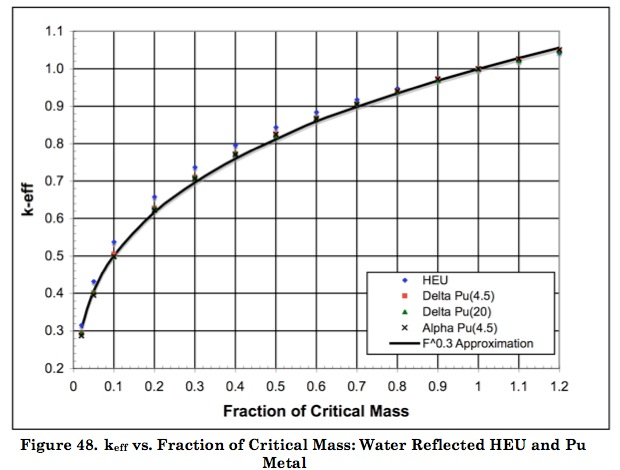 1.1
1.0
0.9
0.8
0.7
0.6
0.5
0.4
0.3
0.2
k-eff
HEU
Delta Pu(4.5)
Delta Pu(20)
Alpha Pu(4.5)
F^0.3 Approximation
0 0.1 0.2 0.3 0.4 0.5 0.6 0.7 0.8 0.9 1 1.1 1.2
Fraction of Critical Mass
Figure 48. keff vs. Fraction of Critical Mass: Water Reflected HEU and Pu
Metal